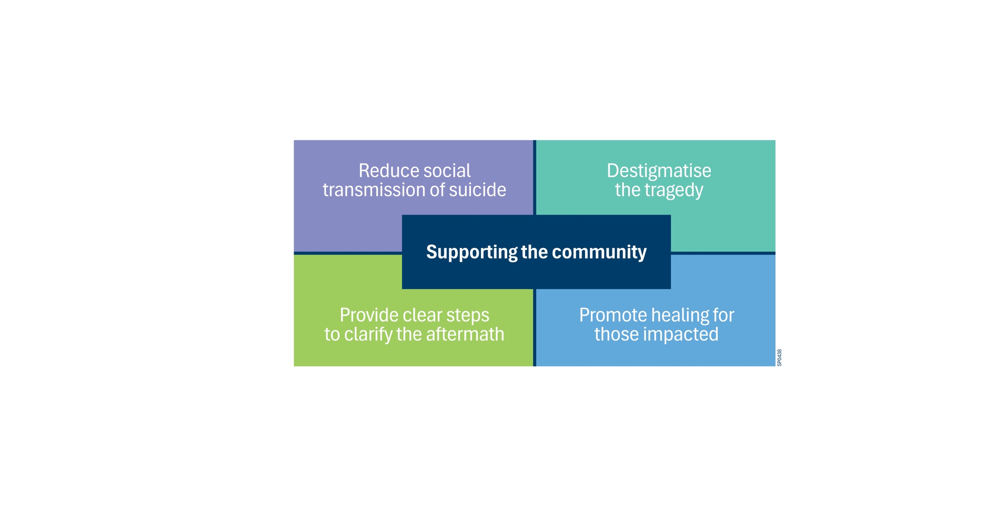 Reduce social
transmission of suicide
Destigmatise
the tragedy
Supporting the community
Provide clear steps
to clarify the aftermath
Promote healing for
those impacted
SP0438